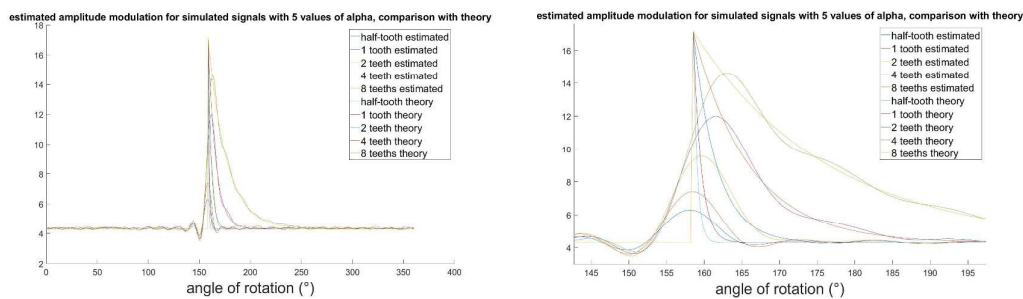 estimated amplitude modulation for simulated signals with 5 values of alpha, comparison with theory
18
16
14
12
10
8
6
4
2
0
50
100
150
200
250
300
350
400
angle of rotation (°)
half-tooth estimated
1 tooth estimated
2 teeth estimated
4 teeth estimated
8 teeths estimated
half-tooth theory
1 tooth theory
2 teeth theory
4 teeth theory
8 teeths theory
estimated amplitude modulation for simulated signals with 5 values of alpha, comparison with theory
16
14
12
10
8
6
4
145
150
155
160
165
170
175
180
185
190
195
angle of rotation (°)
half-tooth estimated
1 tooth estimated
2 teeth estimated
4 teeth estimated
8 teeths estimated
half-tooth theory
1 tooth theory
2 teeth theory
4 teeth theory
8 teeths theory